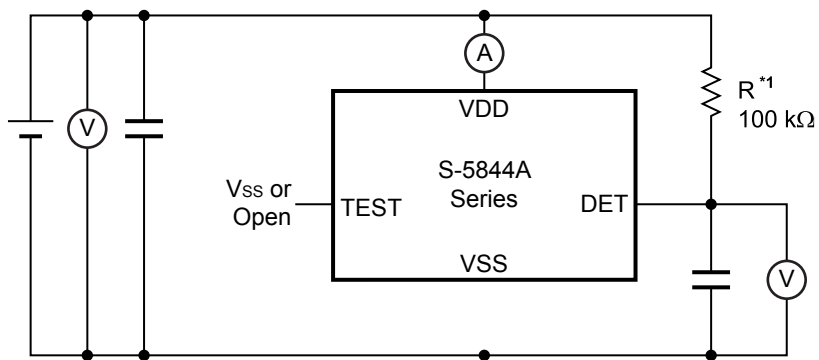 A
V
VDD
R *1
100 kΩ
S-5844A
Series
VSS or
Open
TEST
DET
VSS
V